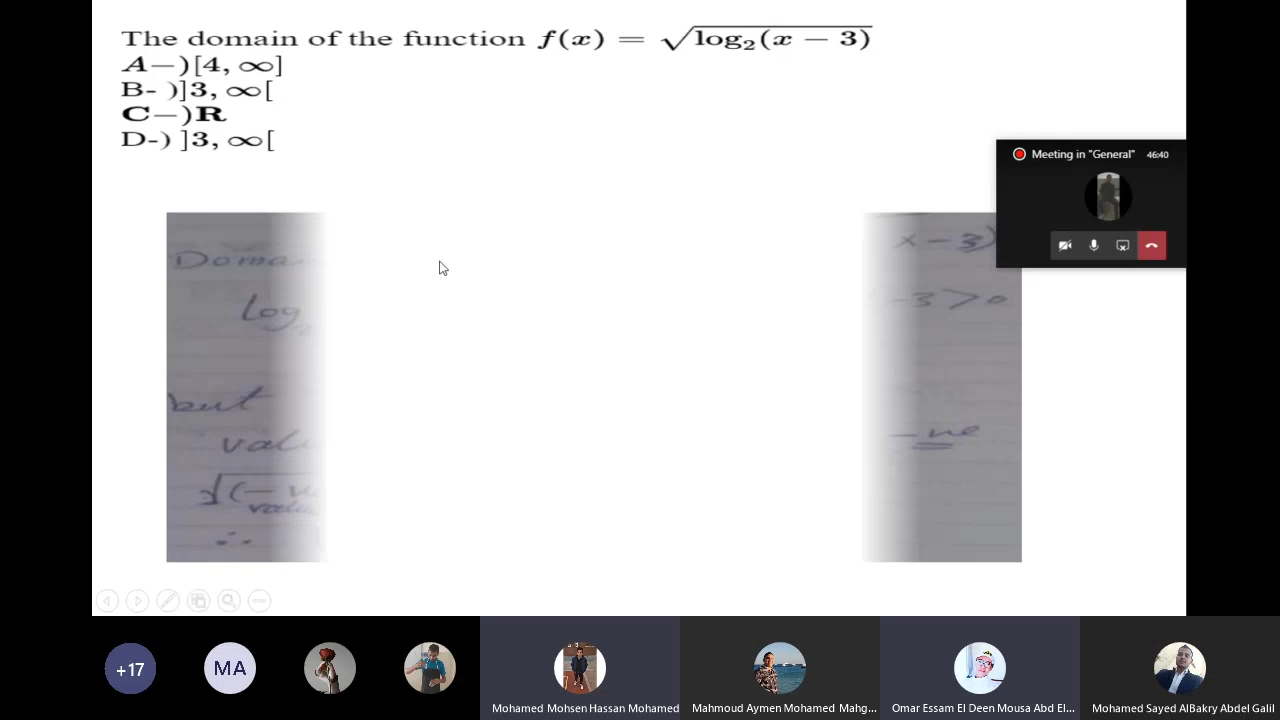 The domain of the function f(x) = √log₂(x − 3)
A−)[4, ∞]
B- )]3, ∞[
C−)R
D-) ]3, ∞[
Meeting in "General" 46:40
x-3)
log
-3>0
but
-ve
∴
+17
MA
Mohamed Mohsen Hassan Mohamed
Mahmoud Aymen Mohamed Mahg...
Omar Essam El Deen Mousa Abd El...
Mohamed Sayed AlBakry Abdel Galil